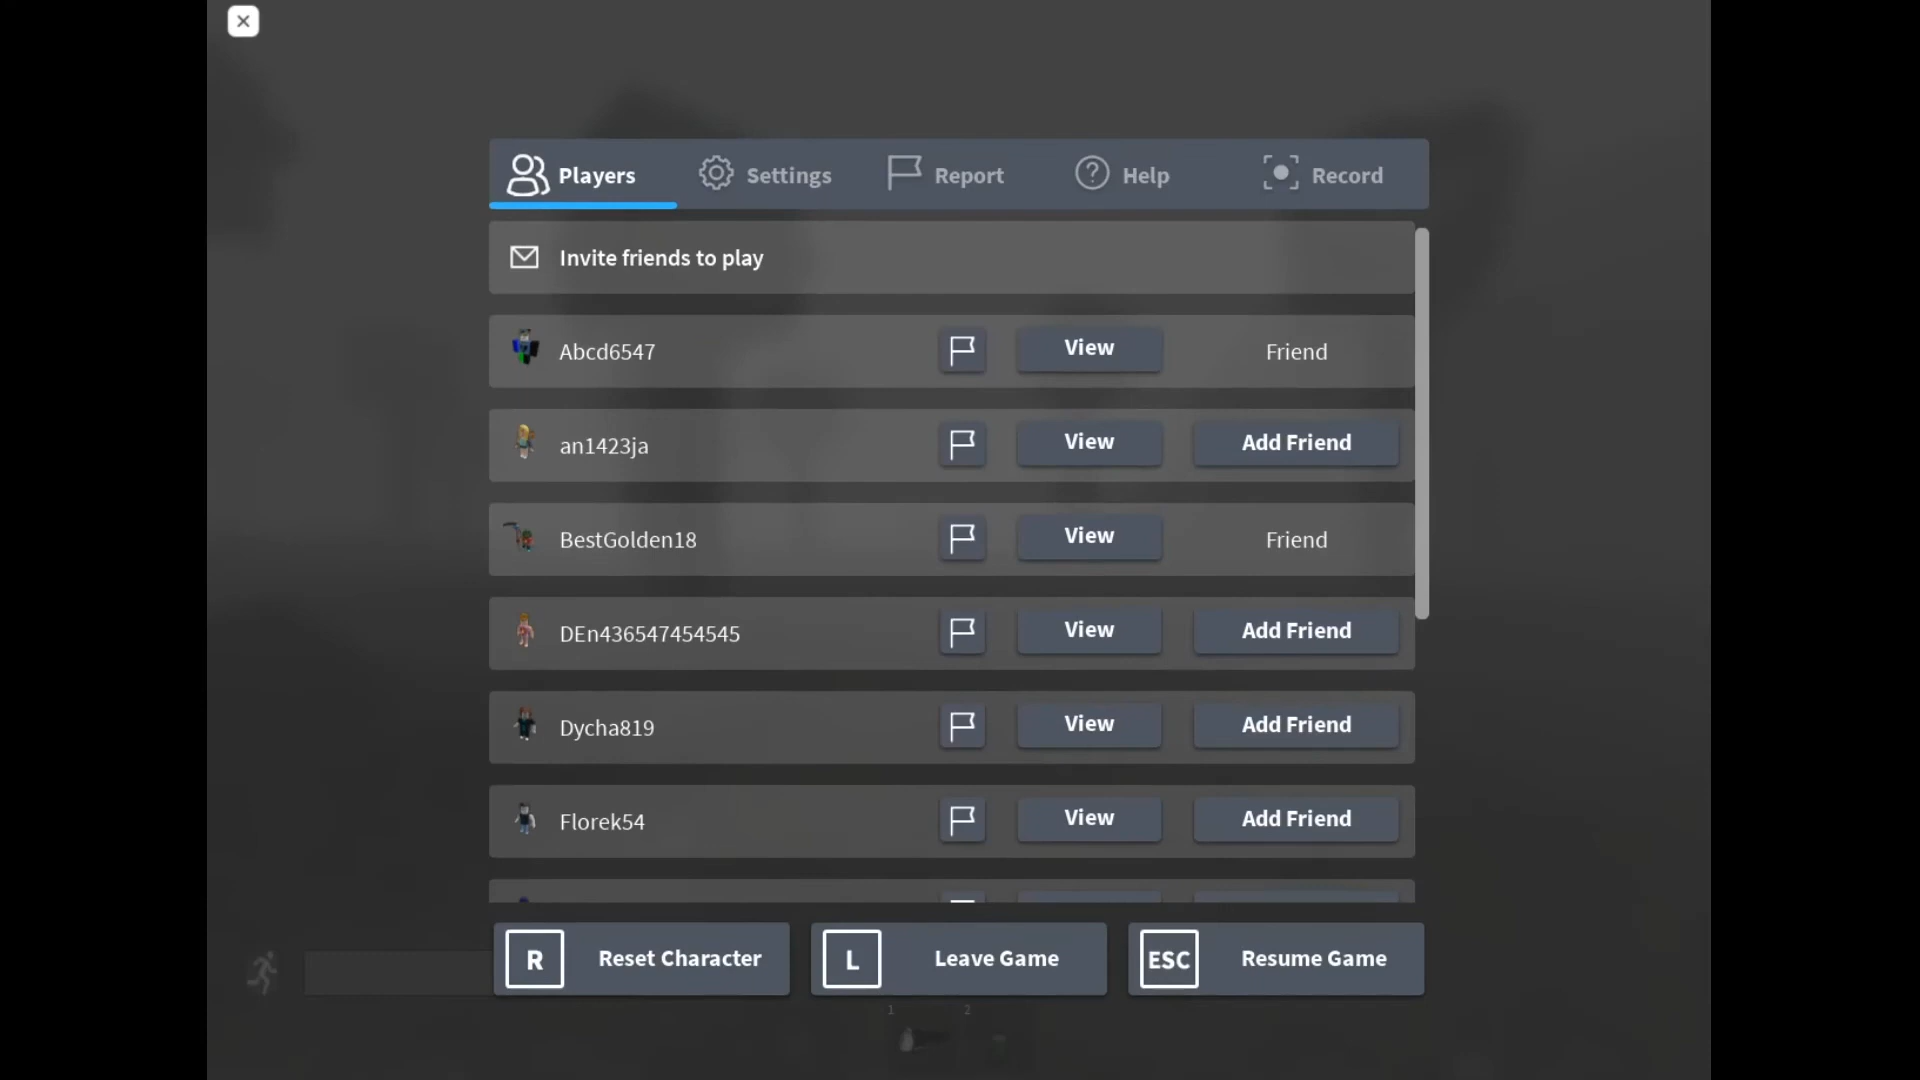 Players Settings Report Help Record
Invite friends to play
Abcd6547 View Friend
an1423ja View Add Friend
BestGolden18 View Friend
DEn436547454545 View Add Friend
Dycha819 View Add Friend
Florek54 View Add Friend
R Reset Character L Leave Game ESC Resume Game
1 2